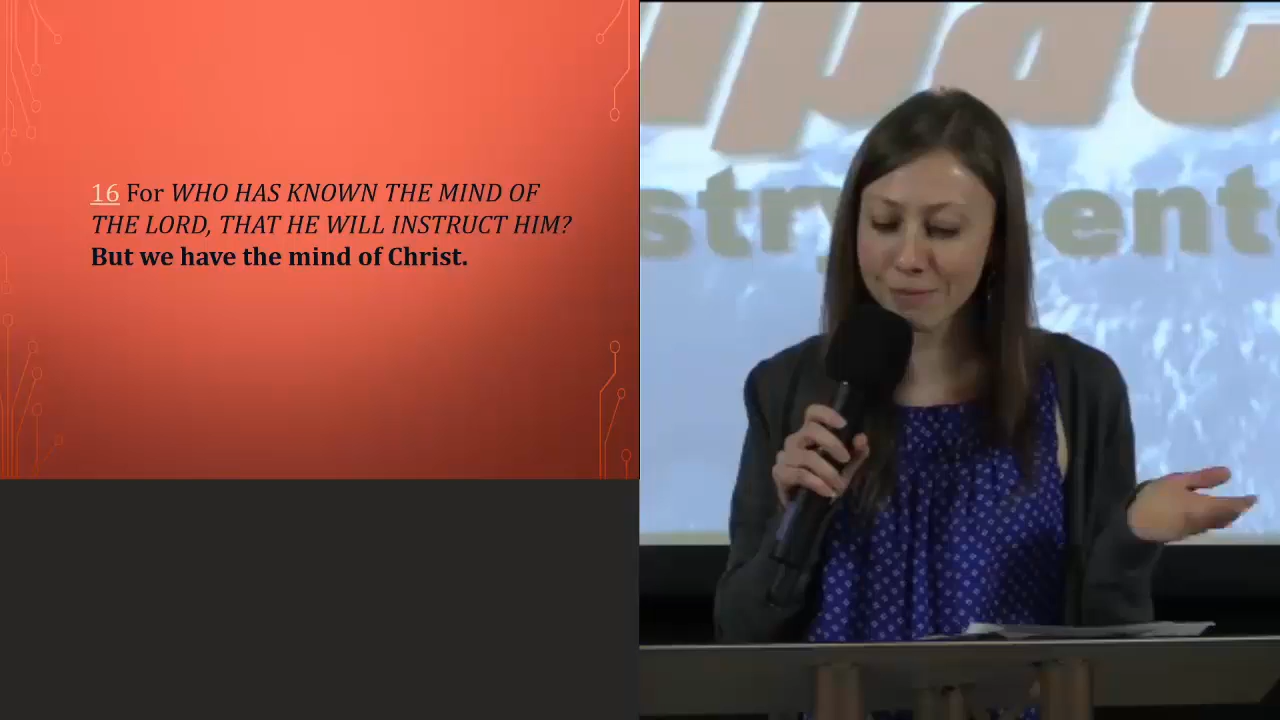 16 For WHO HAS KNOWN THE MIND OF
THE LORD, THAT HE WILL INSTRUCT HIM?
But we have the mind of Christ.